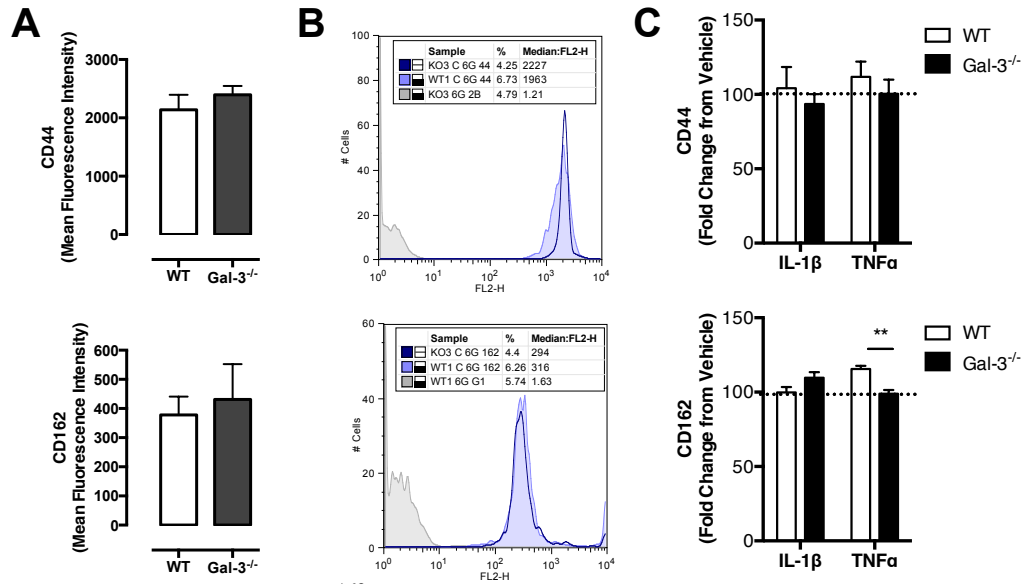 A
CD44
(Mean Fluorescence Intensity)
3000
2000
1000
0
WT Gal-3-/-
CD162
(Mean Fluorescence Intensity)
600
500
400
300
200
100
0
WT Gal-3-/-
B
100
80
60
40
20
0
# Cells
Sample % Median:FL2-H
KO3 C 6G 44 4.25 2227
WT1 C 6G 44 6.73 1963
KO3 6G 2B 4.79 1.21
10^0 10^1 10^2 10^3 10^4
FL2-H
60
40
20
0
# Cells
Sample % Median:FL2-H
KO3 C 6G 162 4.4 294
WT1 C 6G 162 6.26 316
WT1 6G G1 5.74 1.63
10^0 10^1 10^2 10^3 10^4
FL2-H
C
CD44
(Fold Change from Vehicle)
150
100
50
0
WT
Gal-3-/-
IL-1β TNFα
CD162
(Fold Change from Vehicle)
150
100
50
0
**
WT
Gal-3-/-
IL-1β TNFα